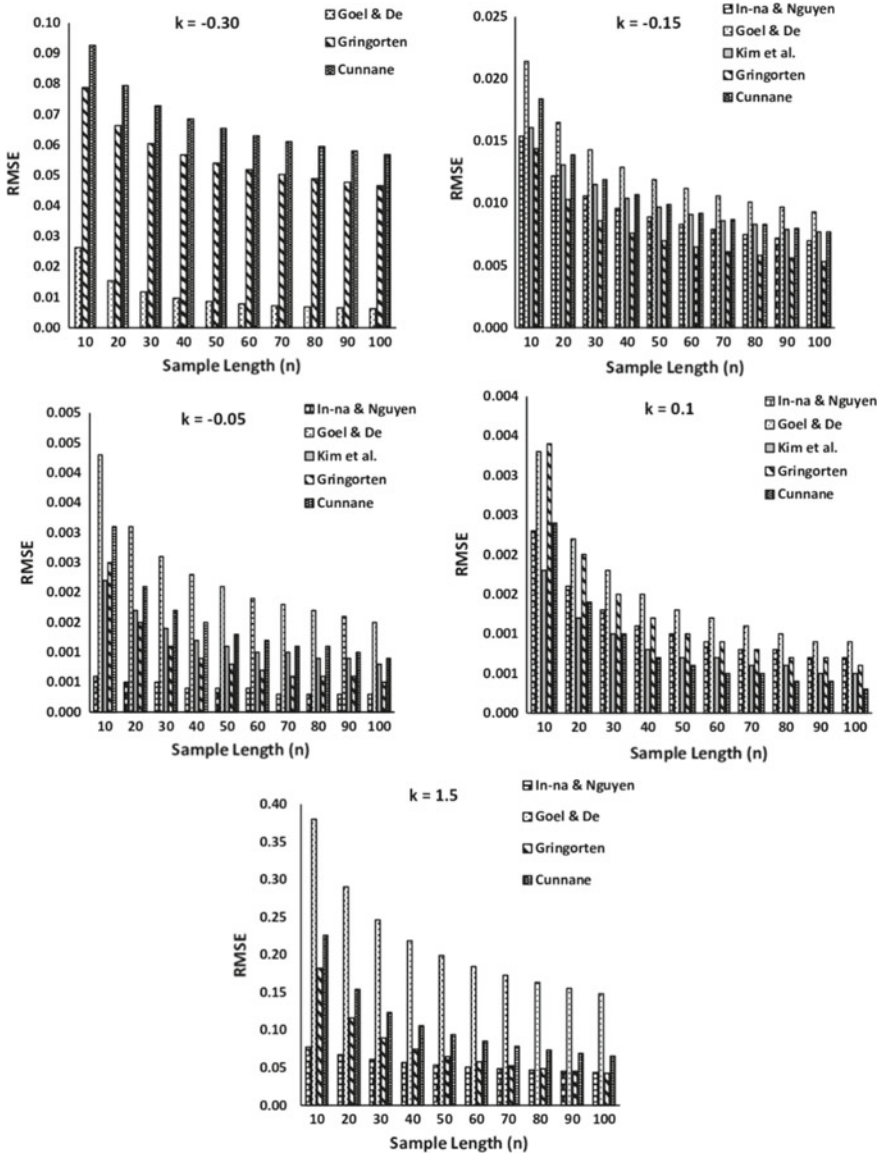 k = -0.30
Goel & De
Gringorten
Cunnane
RMSE
0.10
0.09
0.08
0.07
0.06
0.05
0.04
0.03
0.02
0.01
0.00
10 20 30 40 50 60 70 80 90 100
Sample Length (n)
k = -0.15
In-na & Nguyen
Goel & De
Kim et al.
Gringorten
Cunnane
RMSE
0.025
0.020
0.015
0.010
0.005
0.000
10 20 30 40 50 60 70 80 90 100
Sample Length (n)
k = -0.05
In-na & Nguyen
Goel & De
Kim et al.
Gringorten
Cunnane
RMSE
0.005
0.005
0.004
0.004
0.003
0.003
0.002
0.002
0.001
0.001
0.000
10 20 30 40 50 60 70 80 90 100
Sample Length (n)
k = 0.1
In-na & Nguyen
Goel & De
Kim et al.
Gringorten
Cunnane
RMSE
0.004
0.004
0.003
0.003
0.002
0.002
0.001
0.001
0.000
10 20 30 40 50 60 70 80 90 100
Sample Length (n)
k = 1.5
In-na & Nguyen
Goel & De
Gringorten
Cunnane
RMSE
0.40
0.35
0.30
0.25
0.20
0.15
0.10
0.05
0.00
10 20 30 40 50 60 70 80 90 100
Sample Length (n)